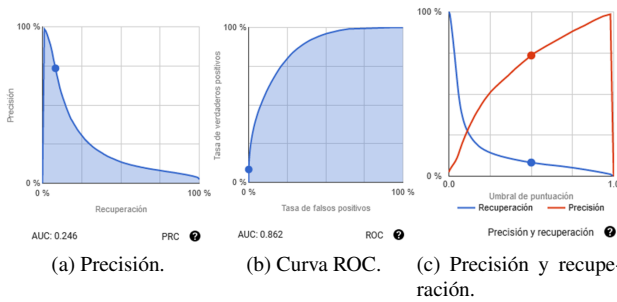 100 %
Precisión
0 %
0 %
100 %
Recuperación
AUC: 0.246
PRC
(a) Precisión.
100 %
Tasa de verdaderos positivos
0 %
0 %
100 %
Tasa de falsos positivos
AUC: 0.862
ROC
(b) Curva ROC.
100 %
0 %
0.0
1.
Umbral de puntuación
Recuperación
Precisión
Precisión y recuperación
(c) Precisión y recupe-
ración.